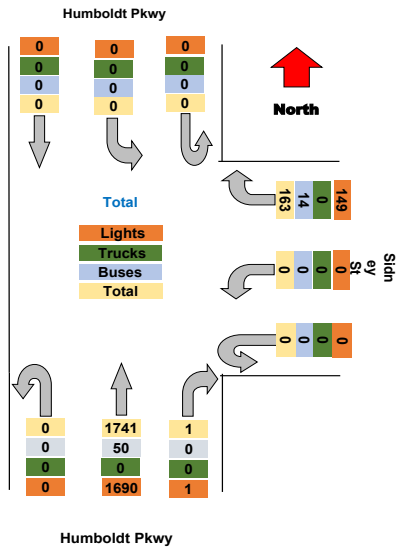 Humboldt Pkwy
0 0 0
0 0 0
0 0 0
0 0 0
North
163 14 0 149
Total
Lights
Trucks
Buses
Total
0 0 0 0
Sidn
ey
St
0 0 0 0
0 1741 1
0 50 0
0 0 0
0 1690 1
Humboldt Pkwy